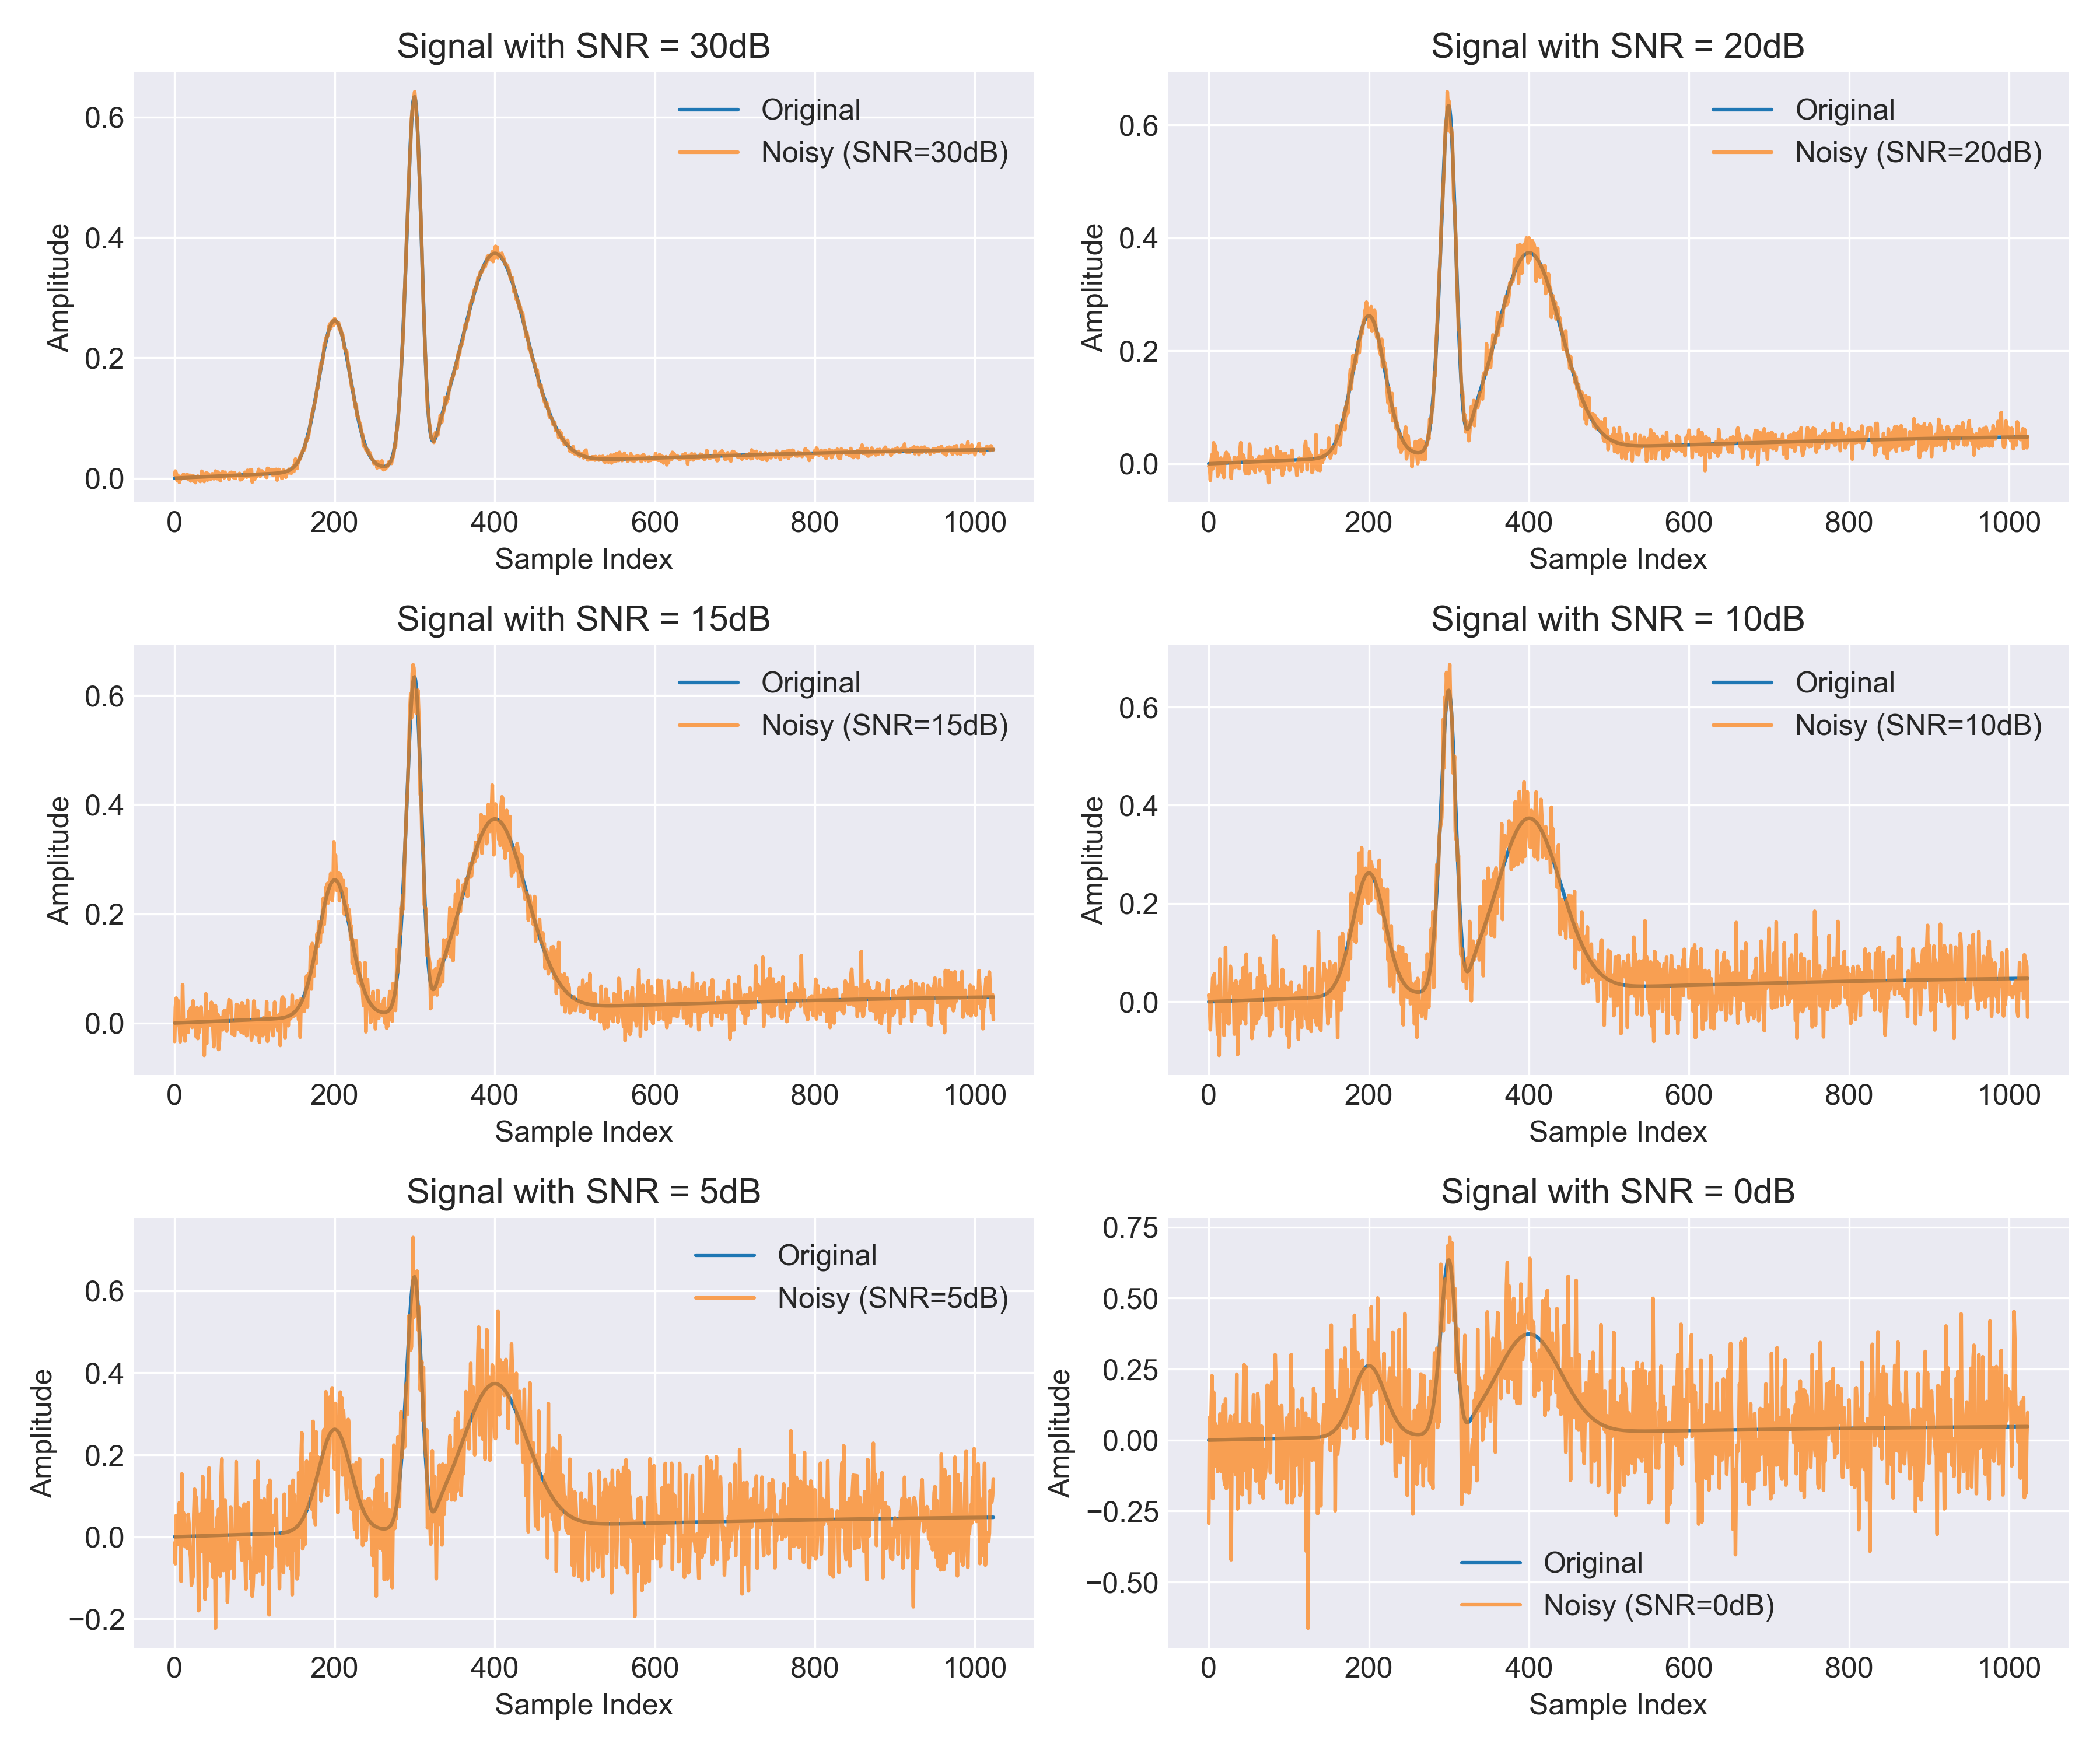 Signal with SNR = 30dB
Original
Noisy (SNR=30dB)
Amplitude
0.6
0.4
0.2
0.0
0 200 400 600 800 1000
Sample Index
Signal with SNR = 20dB
Original
Noisy (SNR=20dB)
Amplitude
0.6
0.4
0.2
0.0
0 200 400 600 800 1000
Sample Index
Signal with SNR = 15dB
Original
Noisy (SNR=15dB)
Amplitude
0.6
0.4
0.2
0.0
0 200 400 600 800 1000
Sample Index
Signal with SNR = 10dB
Original
Noisy (SNR=10dB)
Amplitude
0.6
0.4
0.2
0.0
0 200 400 600 800 1000
Sample Index
Signal with SNR = 5dB
Original
Noisy (SNR=5dB)
Amplitude
0.6
0.4
0.2
0.0
−0.2
0 200 400 600 800 1000
Sample Index
Signal with SNR = 0dB
Amplitude
0.75
0.50
0.25
0.00
−0.25
−0.50
Original
Noisy (SNR=0dB)
0 200 400 600 800 1000
Sample Index